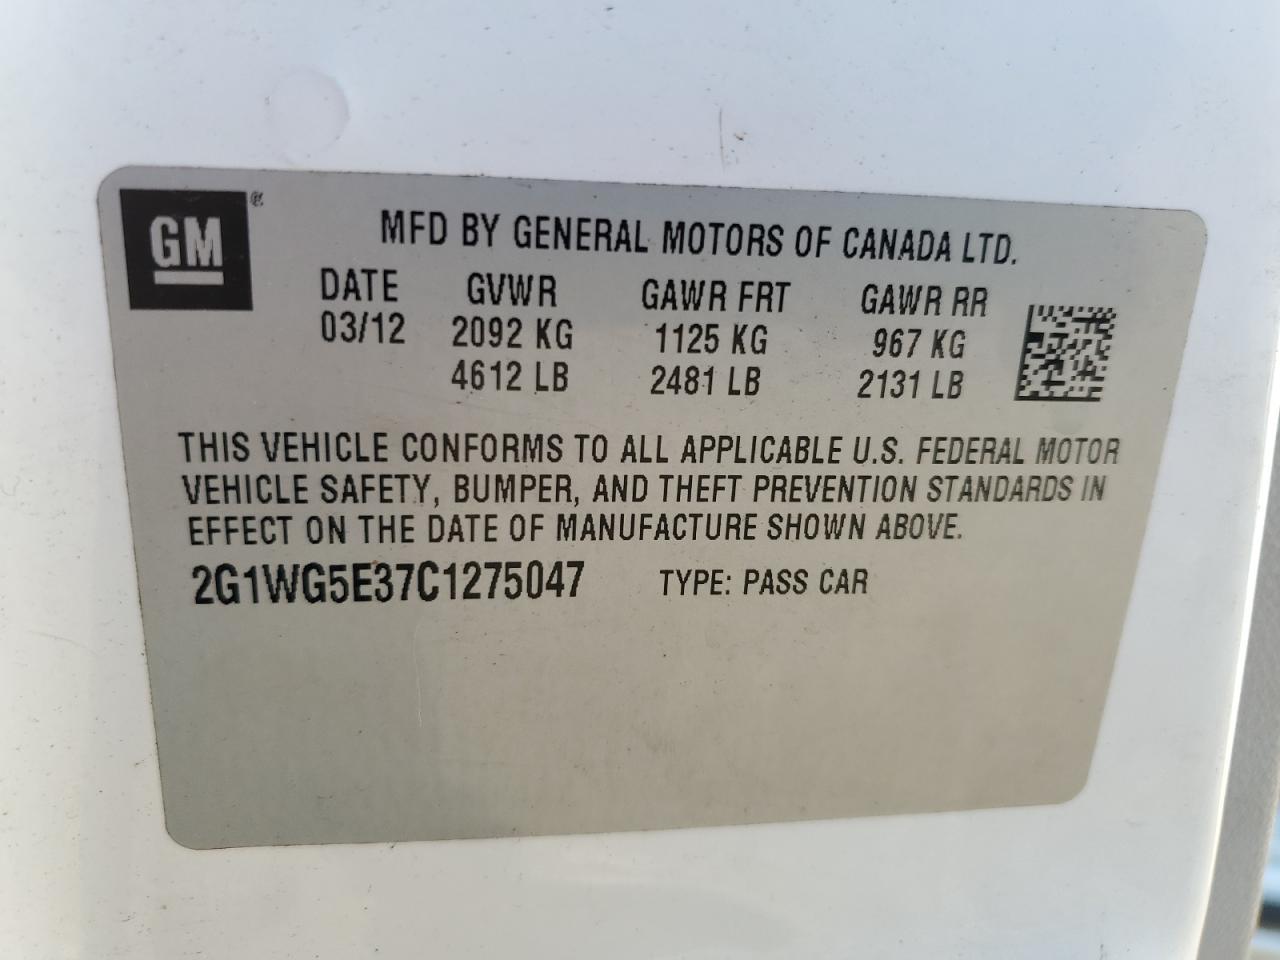 GM®
MFD BY GENERAL MOTORS OF CANADA LTD.
DATE GVWR GAWR FRT GAWR RR
03/12 2092 KG 1125 KG 967 KG
4612 LB 2481 LB 2131 LB
THIS VEHICLE CONFORMS TO ALL APPLICABLE U.S. FEDERAL MOTOR
VEHICLE SAFETY, BUMPER, AND THEFT PREVENTION STANDARDS IN
EFFECT ON THE DATE OF MANUFACTURE SHOWN ABOVE.
2G1WG5E37C1275047 TYPE: PASS CAR